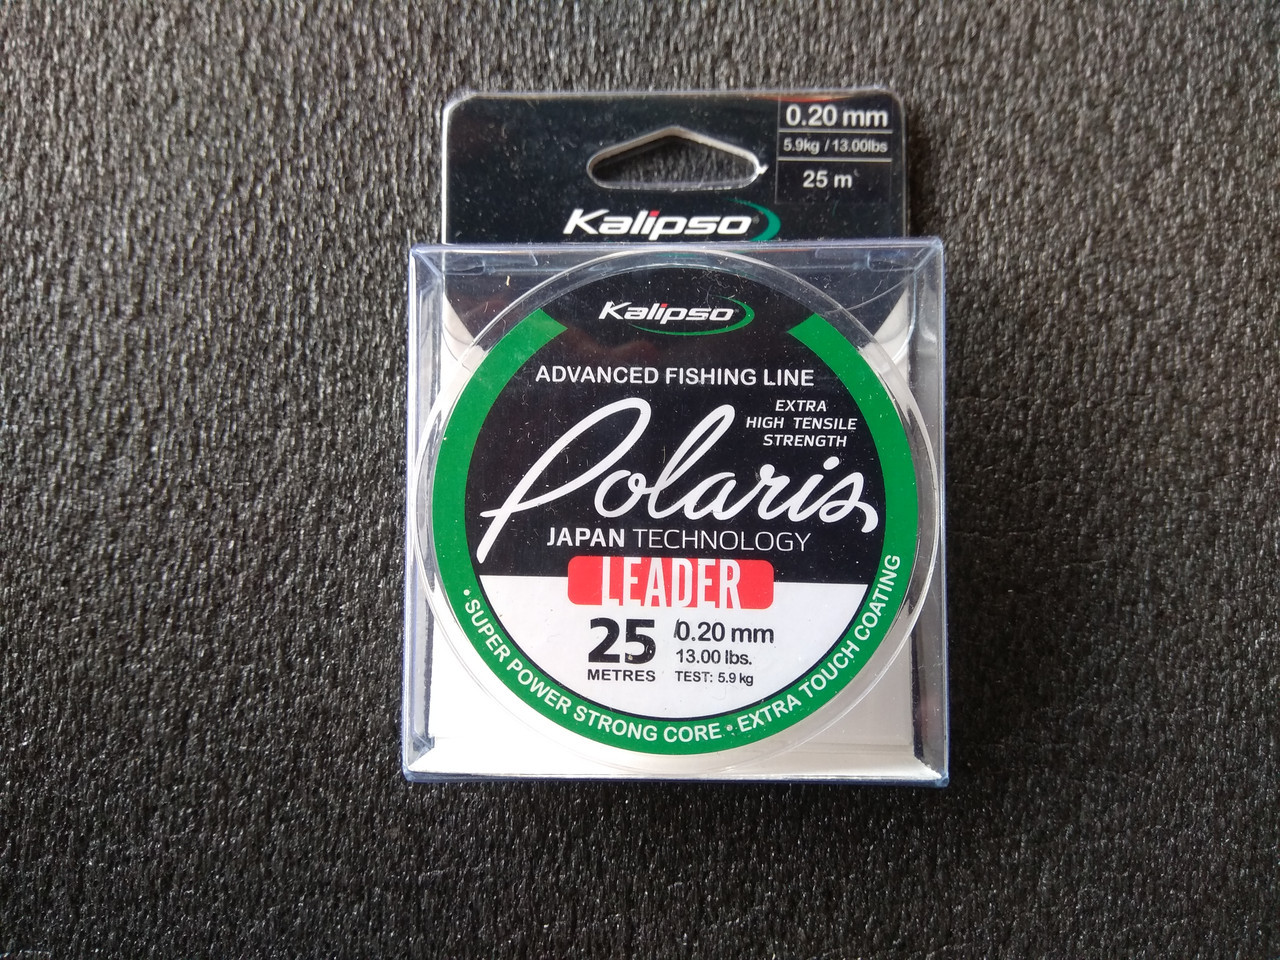 0.20 mm
5.9kg / 13.00lbs
25 m
Kalipso
Kalipso
ADVANCED FISHING LINE
EXTRA
HIGH TENSILE
STRENGTH
Polaris
JAPAN TECHNOLOGY
LEADER
25
METRES
0.20 mm
13.00 lbs.
TEST: 5.9 kg
• SUPER POWER STRONG CORE • EXTRA TOUCH COATING